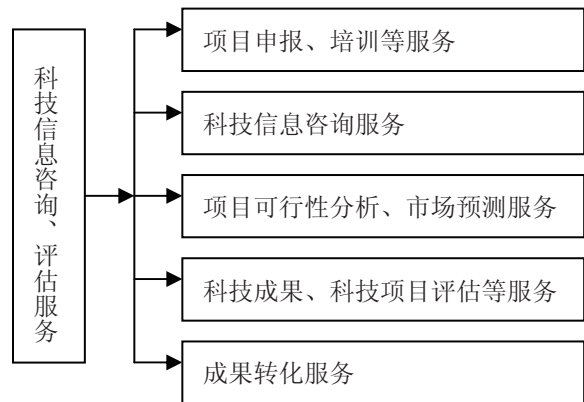 科技信息咨询、评估服务
项目申报、培训等服务
科技信息咨询服务
项目可行性分析、市场预测服务
科技成果、科技项目评估等服务
成果转化服务